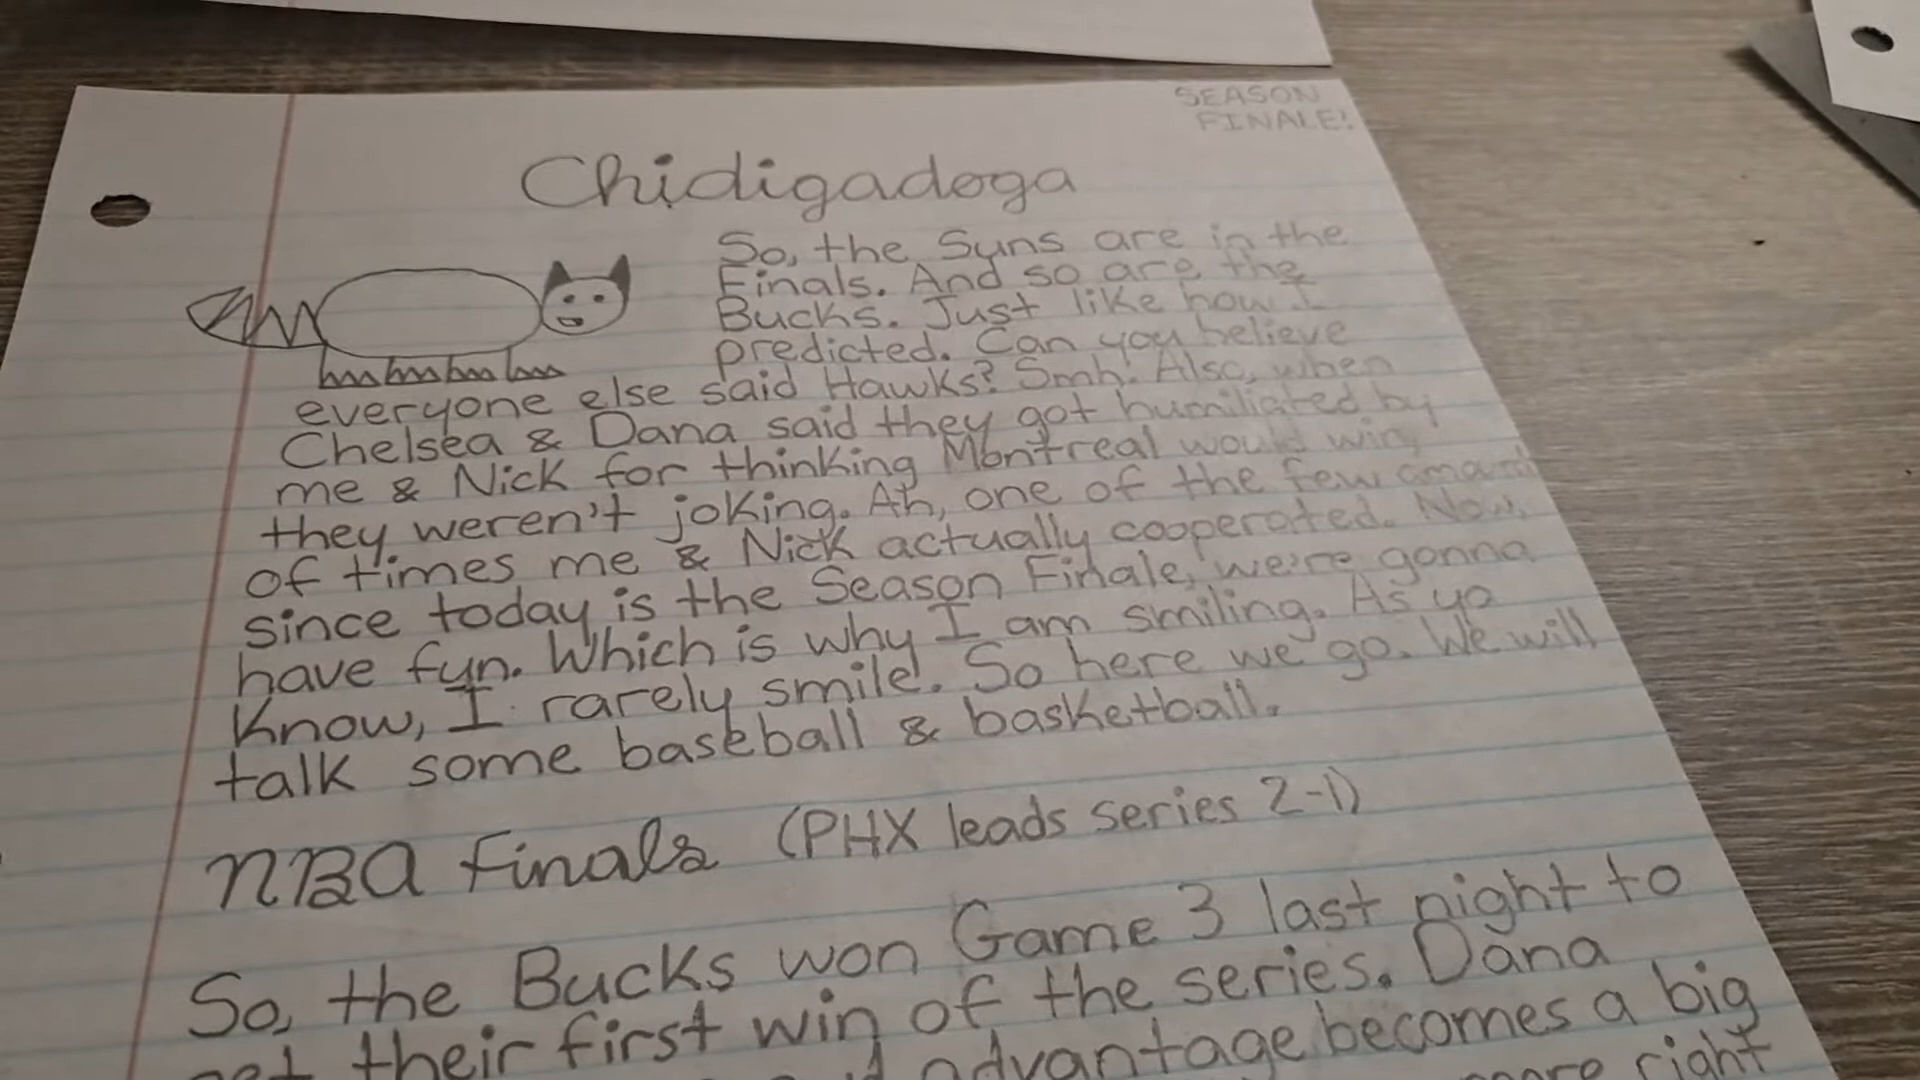 SEASON
FINALE!
Chidigadoga
So, the Suns are in the
Finals. And so are the
Bucks. Just like how I
predicted. Can you believe
everyone else said Hawks? Smh. Also, when
Chelsea & Dana said they got humiliated by
me & Nick for thinking Montreal would win,
they weren't joking. Ah, one of the few
of times me & Nick actually cooperated. Now,
since today is the Season Finale, we're gonna
have fun. Which is why I am smiling. As yo
know, I rarely smile. So here we go. We will
talk some baseball & basketball.
NBA Finals (PHX leads series 2-1)
So, the Bucks won Game 3 last night to
get their first win of the series. Dana
advantage becomes a big
more right